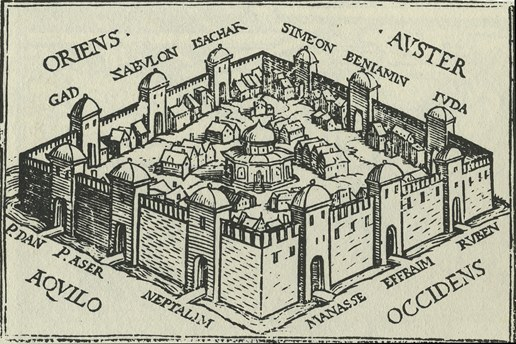 ORIENS.
AVSTER
GAD
ZABVLON
ISACHAR
SIMEON
BENIAMIN
IVDA
P.DAN
P. ASER
NEPTALIM
MANASSE
EFFRAIM
RVBEN
AQVILO
OCCIDENS